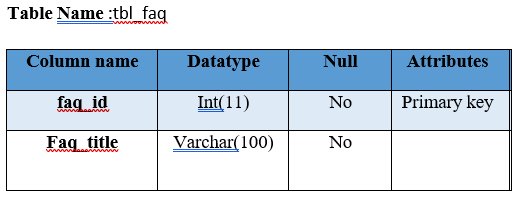 Table Name :tbl_faq
Column name Datatype Null Attributes
faq_id Int(11) No Primary key
Faq_title Varchar(100) No